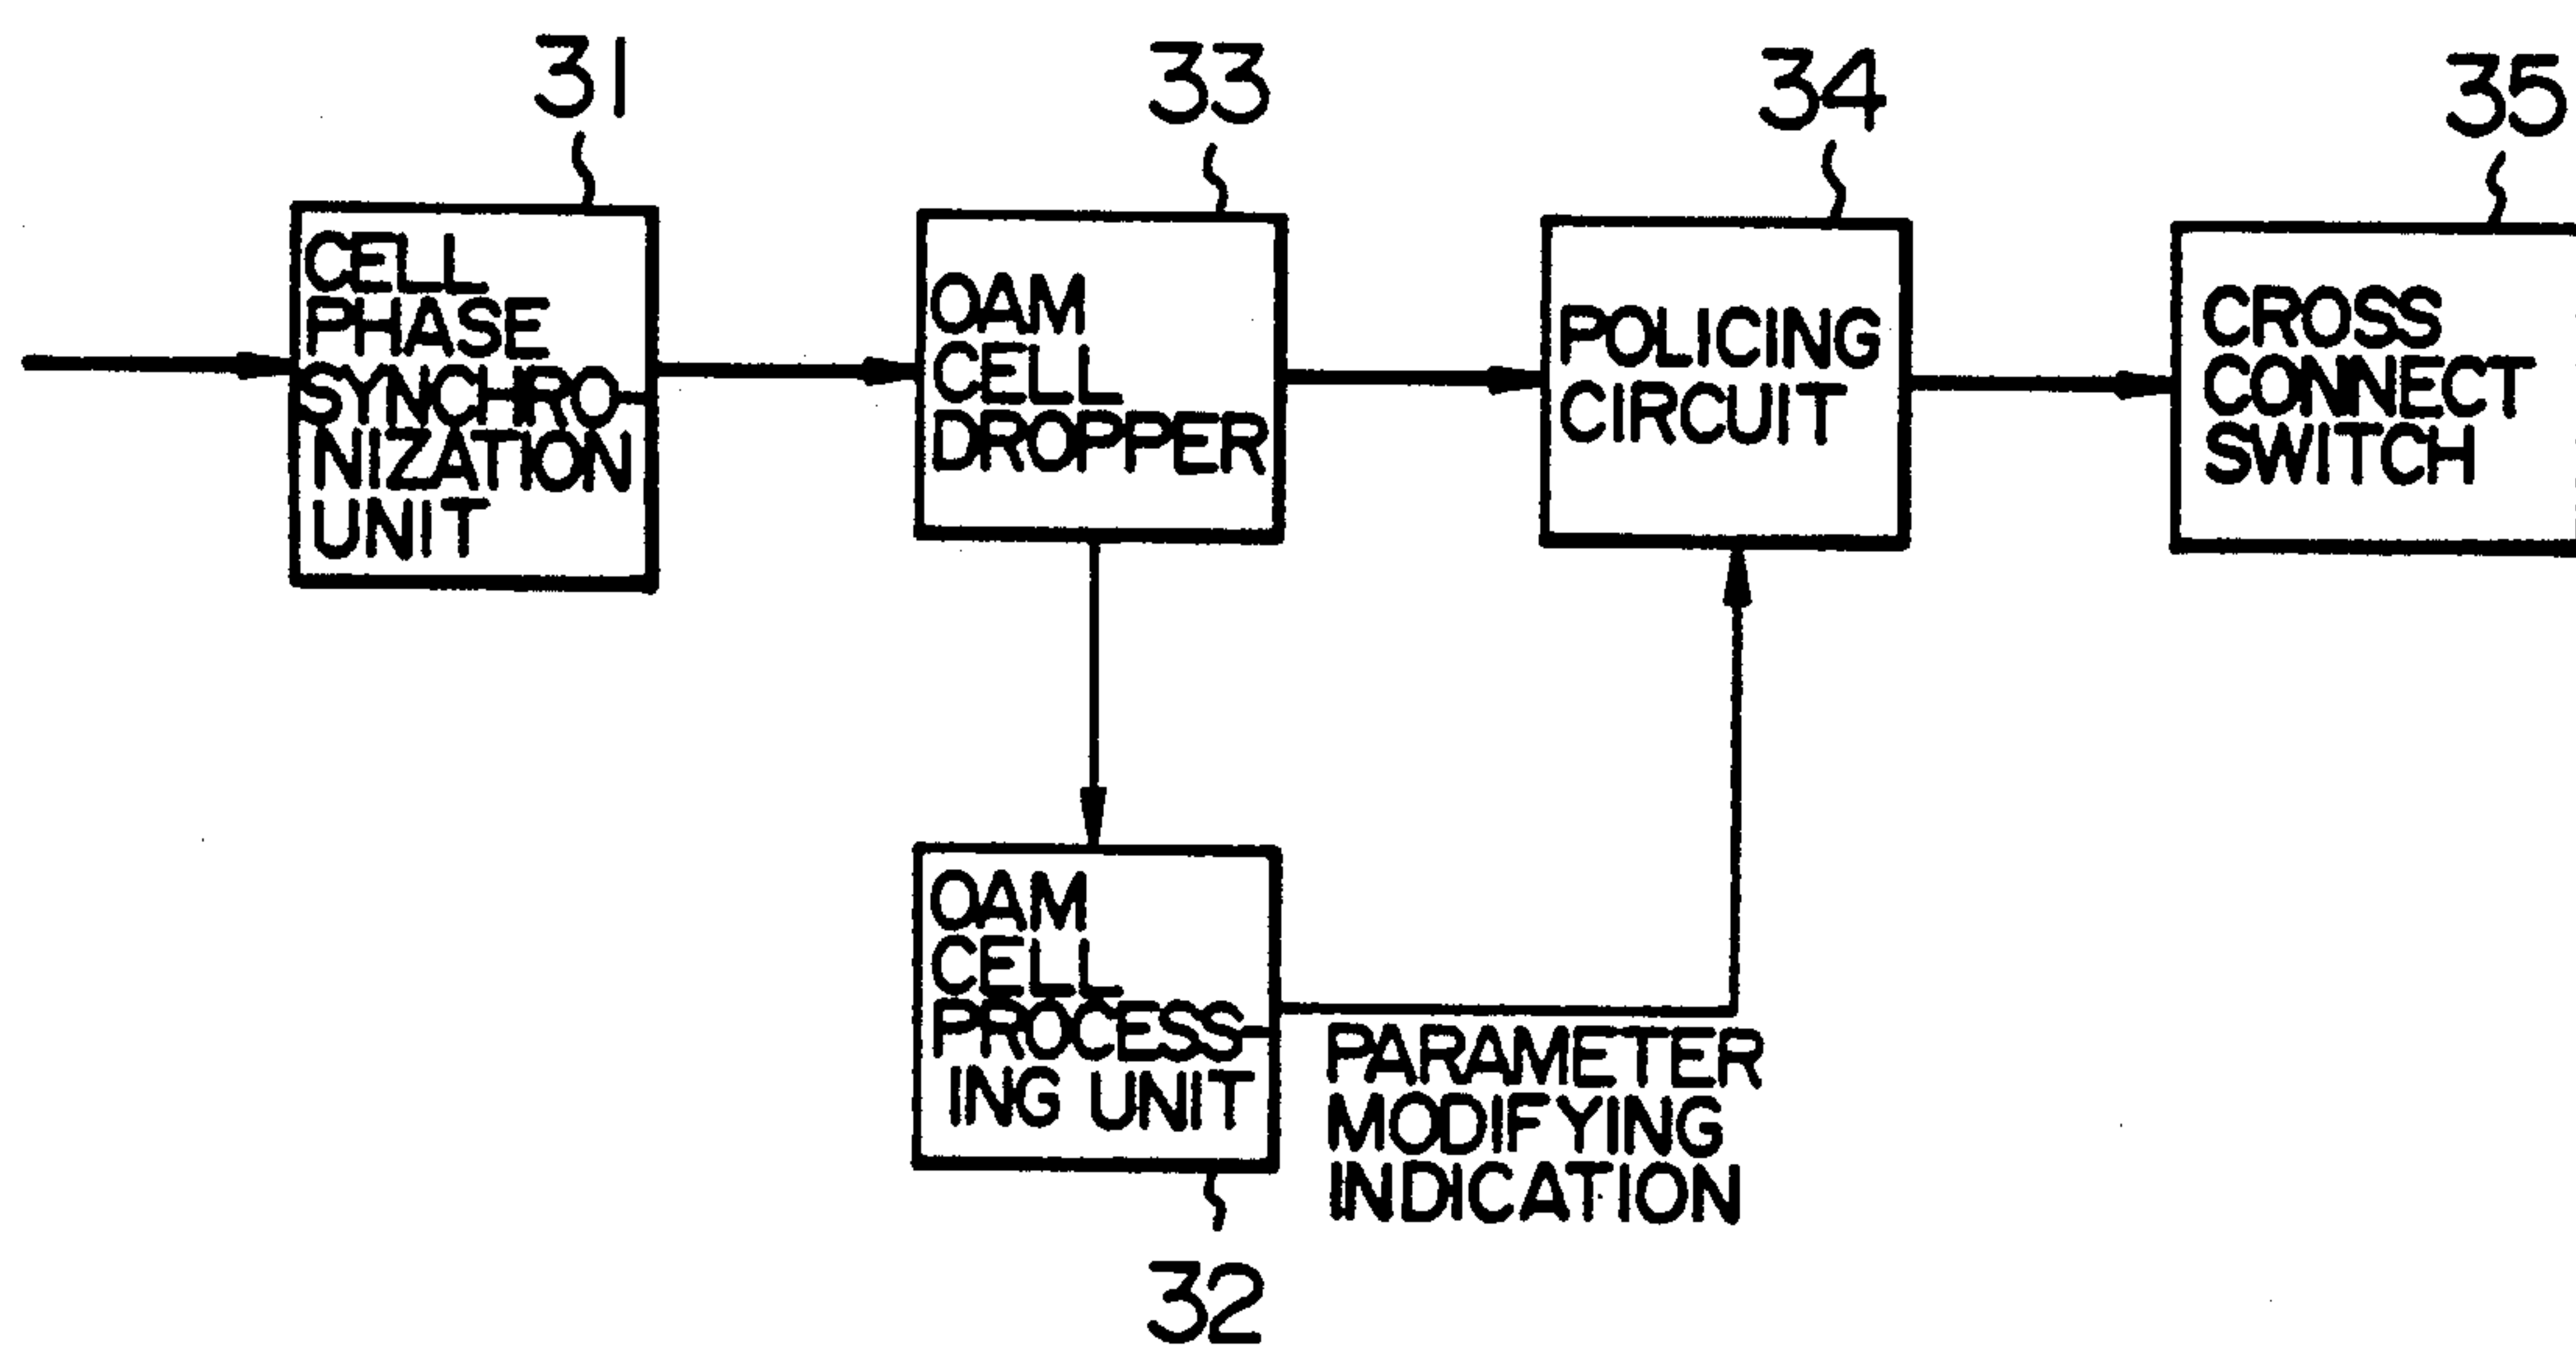 31
CELL
PHASE
SYNCHRO-
NIZATION
UNIT
33
OAM
CELL
DROPPER
34
POLICING
CIRCUIT
35
CROSS
CONNECT
SWITCH
OAM
CELL
PROCESS-
ING UNIT
32
PARAMETER
MODIFYING
INDICATION